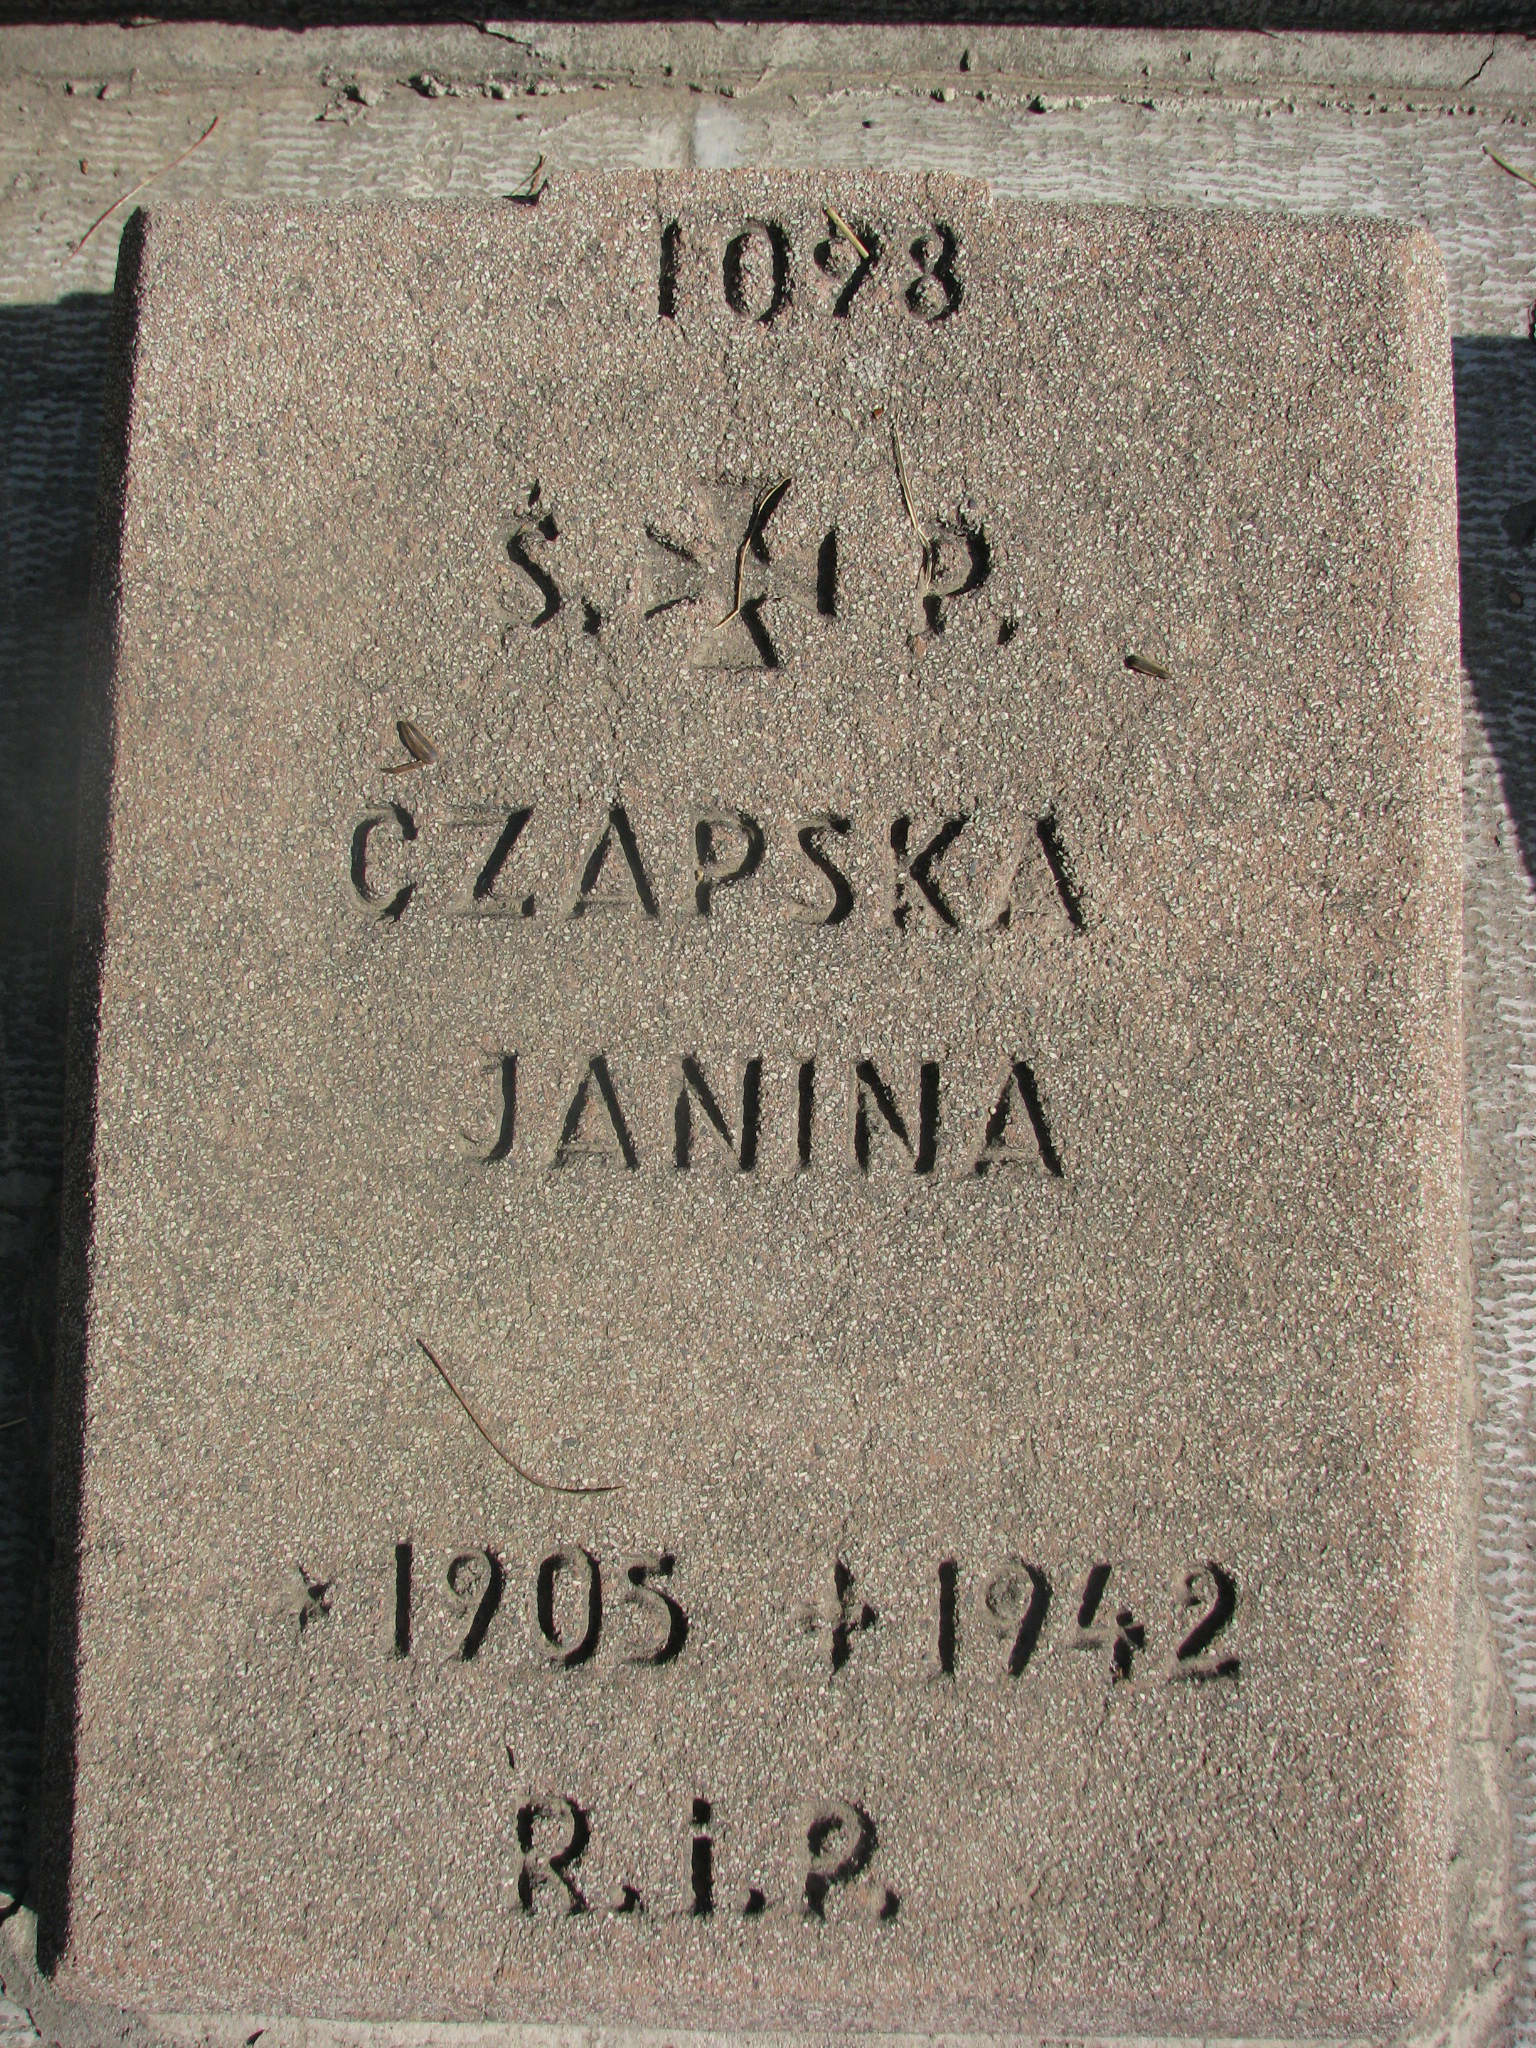 1098
Ś. ✠ P.
CZAPSKA
JANINA
* 1905 + 1942
R.i.P.